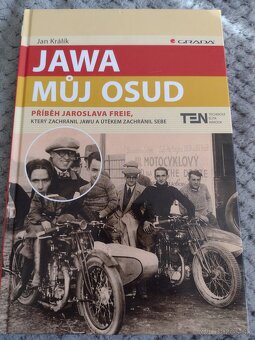 Jan Králík
GRADA
JAWA
MŮJ OSUD
PŘÍBĚH JAROSLAVA FREIE,
KTERÝ ZACHRÁNIL JAWU A ÚTĚKEM ZACHRÁNIL SEBE
TEN
MOTOCYKLOVÝ